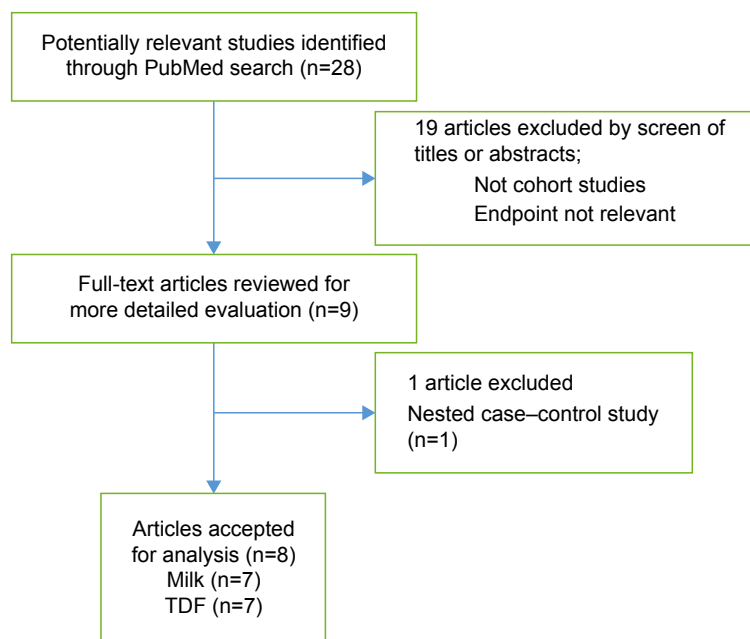 Potentially relevant studies identified
through PubMed search (n=28)
19 articles excluded by screen of
titles or abstracts;
Not cohort studies
Endpoint not relevant
Full-text articles reviewed for
more detailed evaluation (n=9)
1 article excluded
Nested case–control study
(n=1)
Articles accepted
for analysis (n=8)
Milk (n=7)
TDF (n=7)